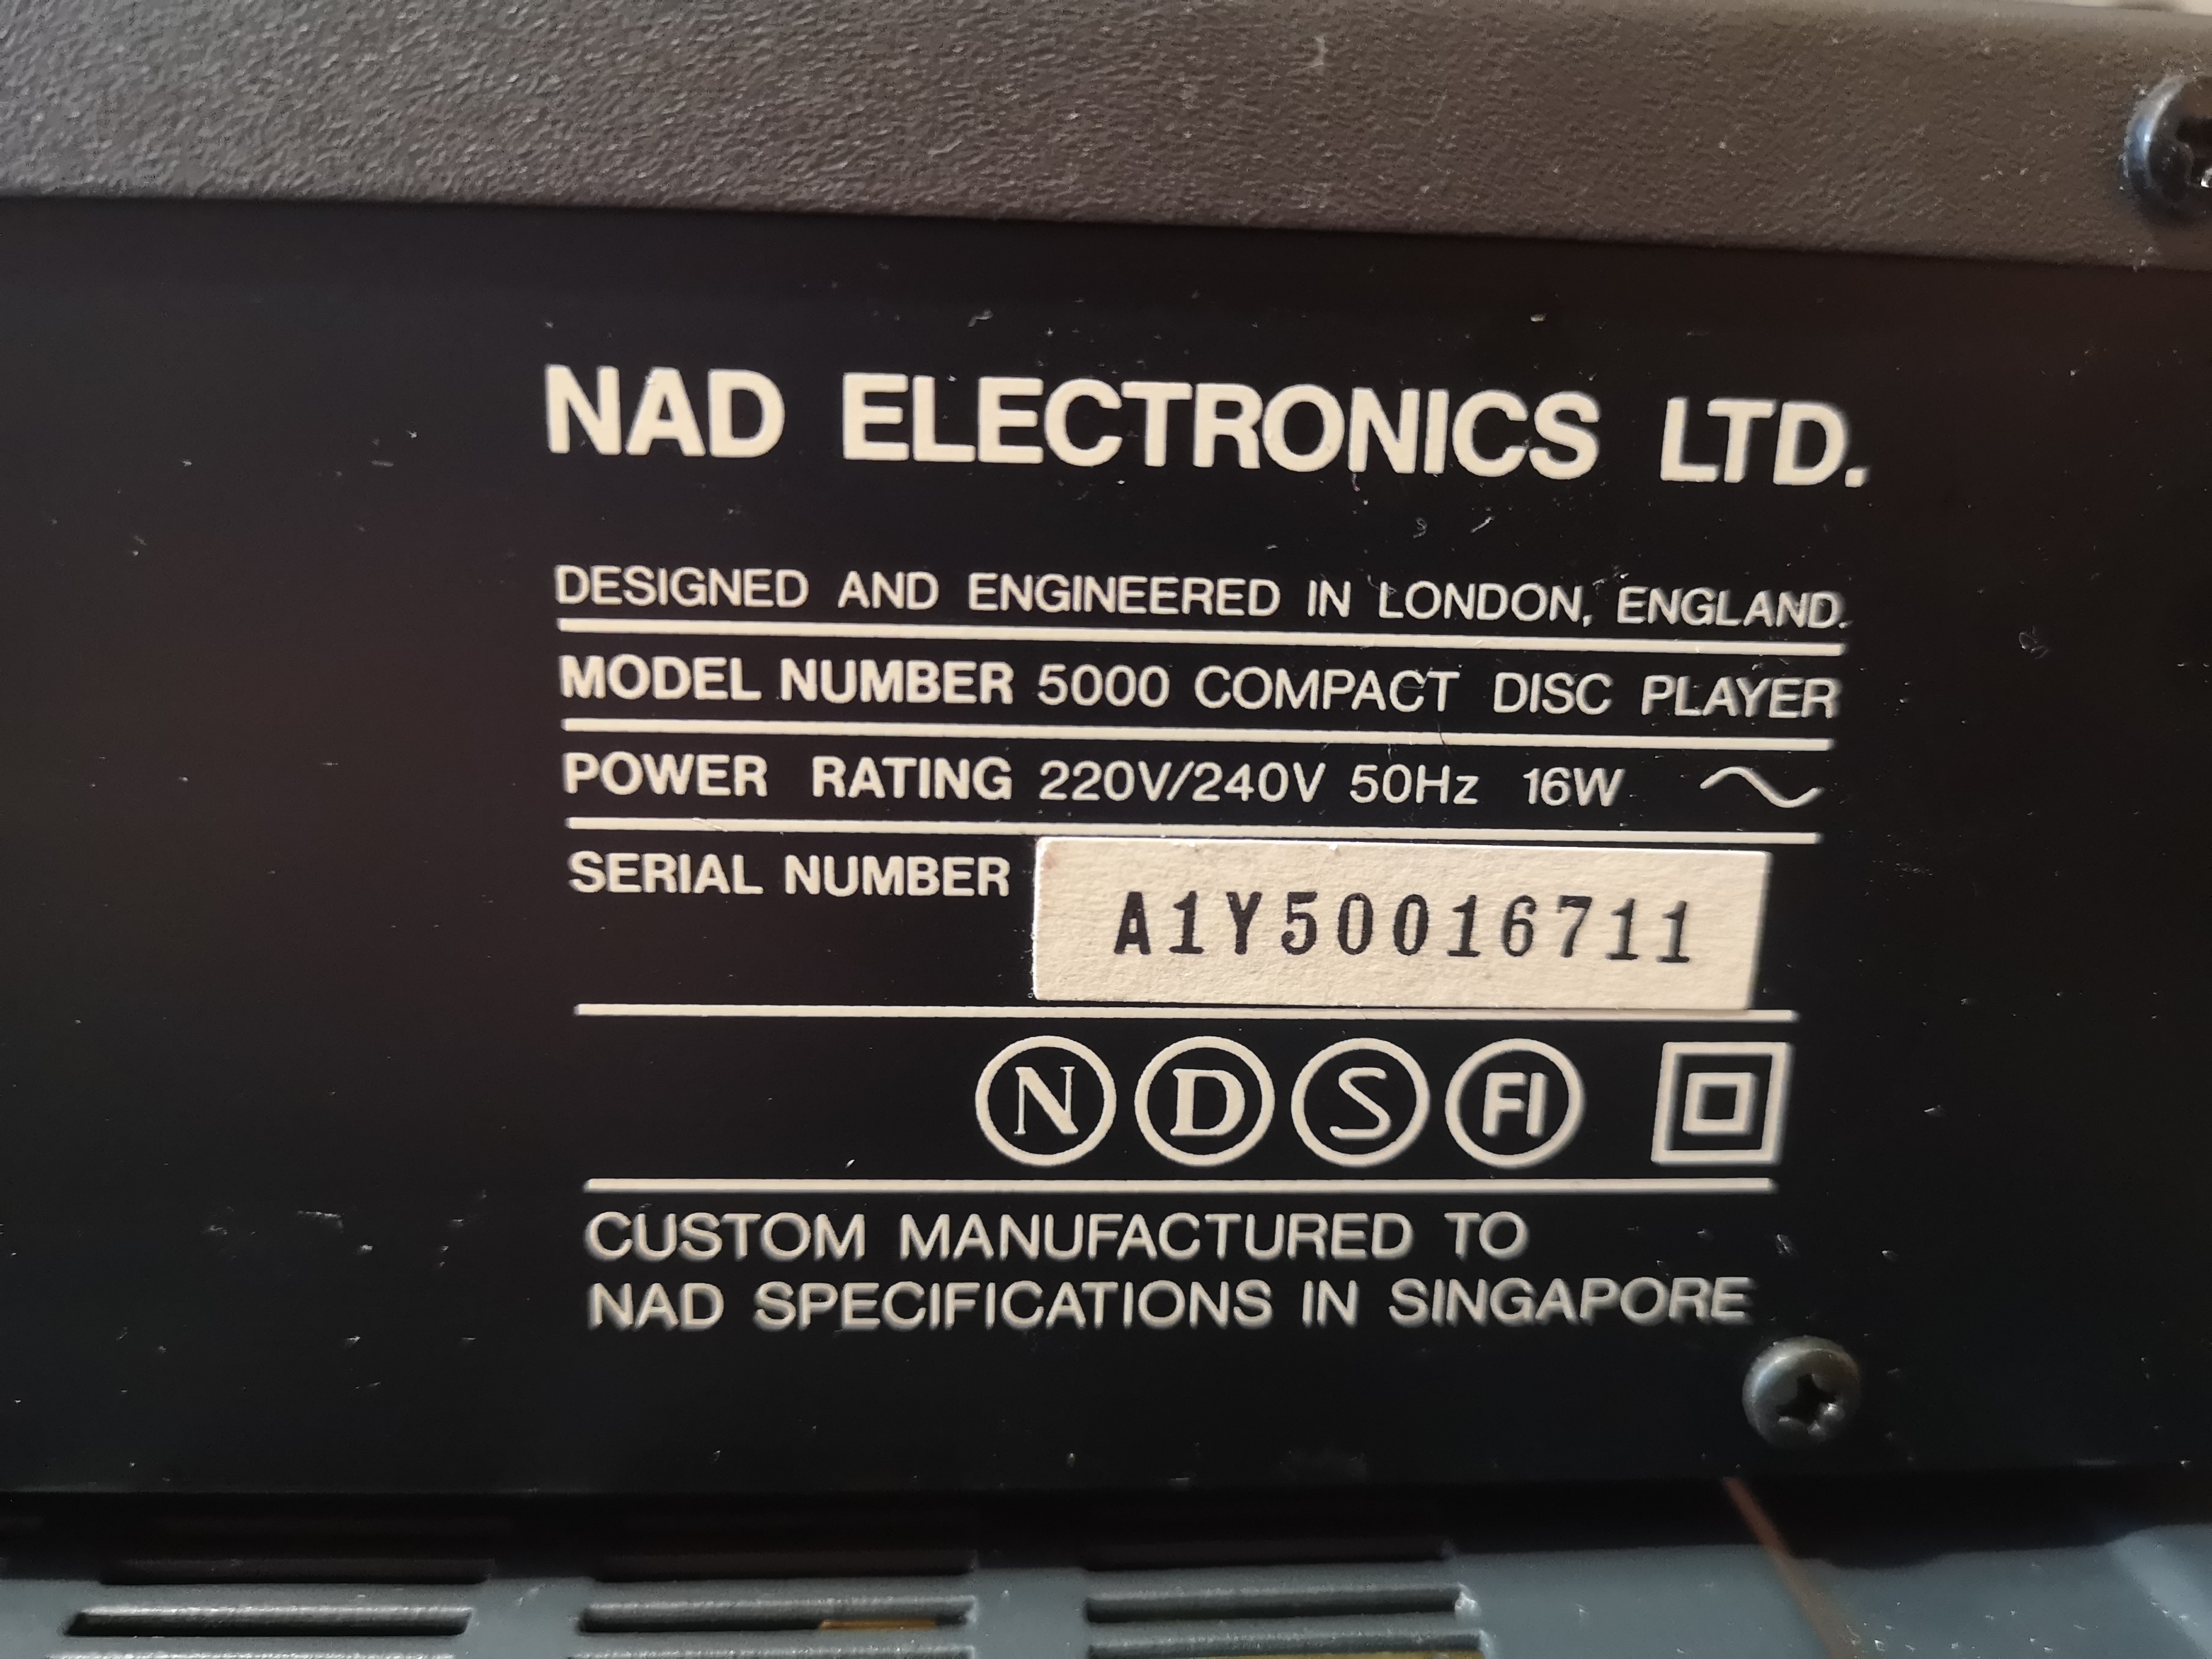 NAD ELECTRONICS LTD.
DESIGNED AND ENGINEERED IN LONDON, ENGLAND.
MODEL NUMBER 5000 COMPACT DISC PLAYER
POWER RATING 220V/240V 50Hz 16W
SERIAL NUMBER A1Y50016711
N D S FI
CUSTOM MANUFACTURED TO
NAD SPECIFICATIONS IN SINGAPORE